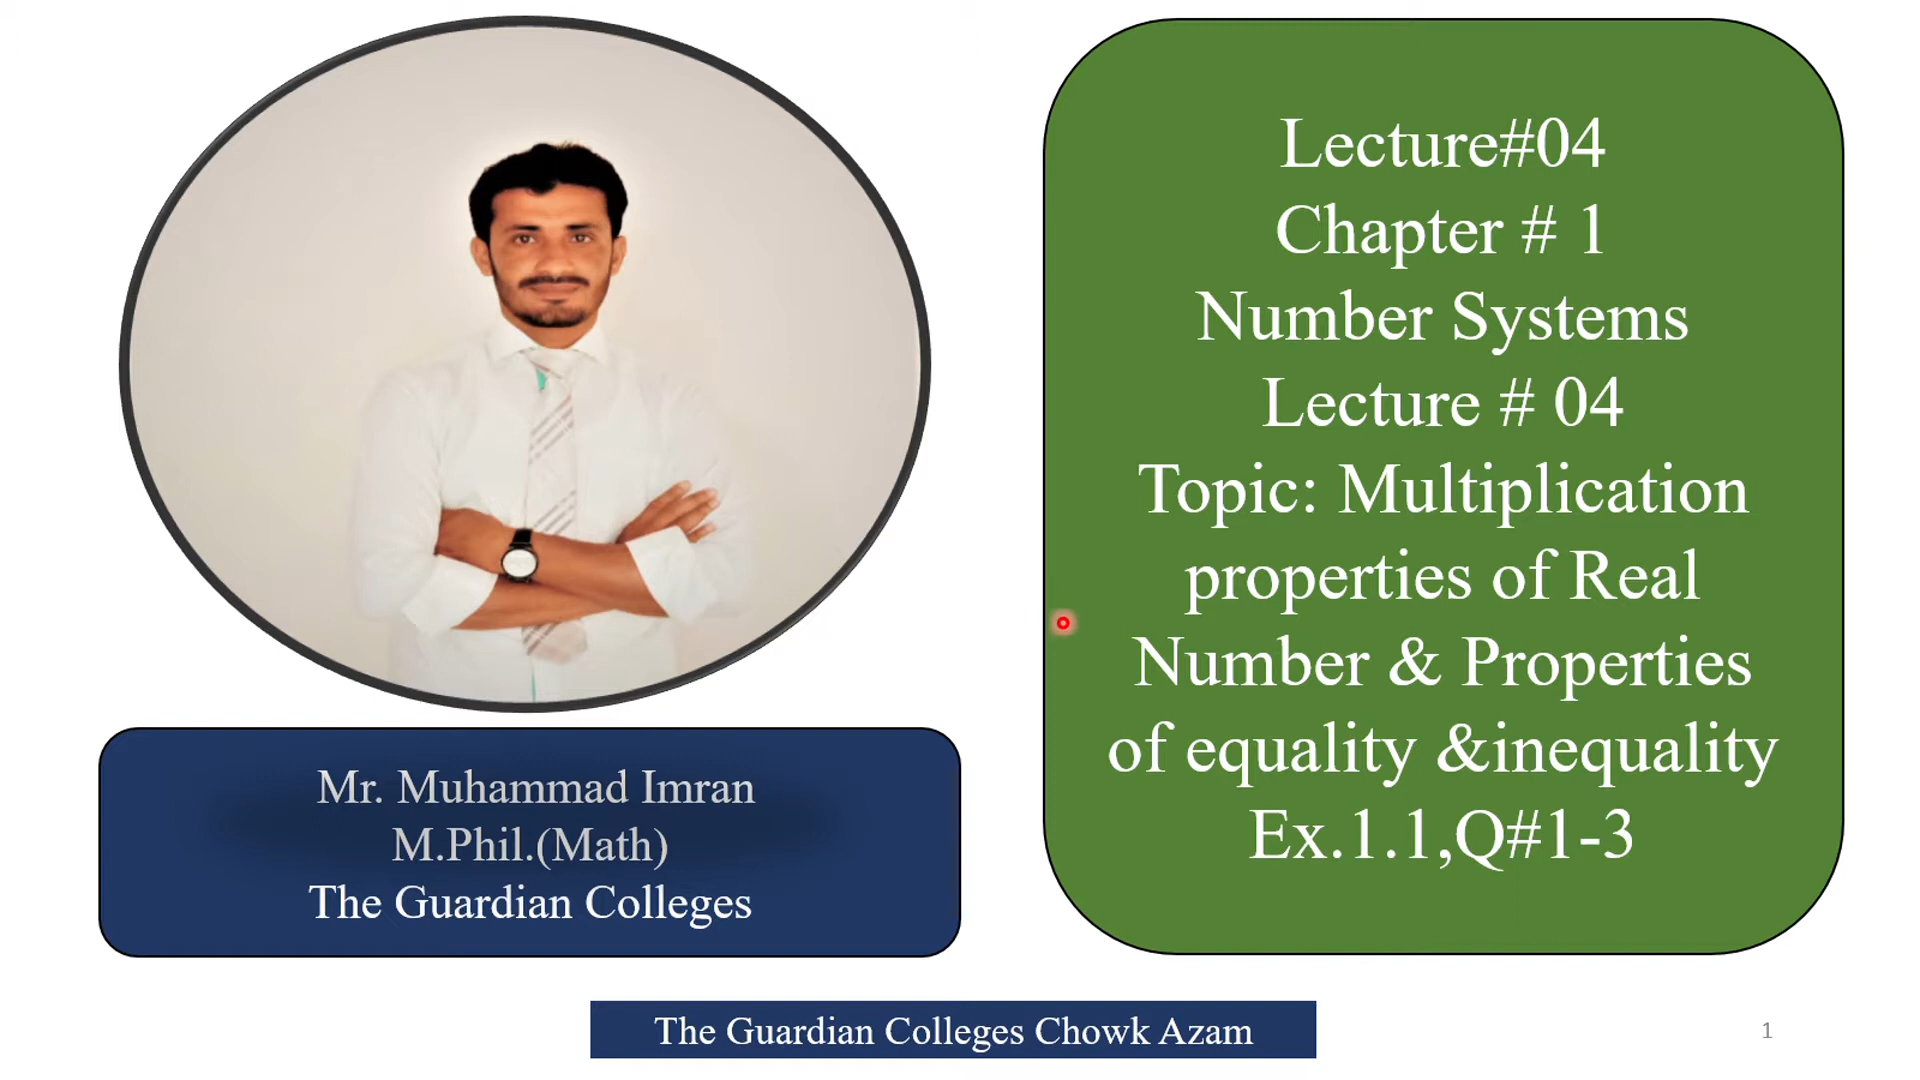 Lecture#04
Chapter # 1
Number Systems
Lecture # 04
Topic: Multiplication
properties of Real
Number & Properties
of equality &inequality
Ex.1.1,Q#1-3
Mr. Muhammad Imran
M.Phil.(Math)
The Guardian Colleges
The Guardian Colleges Chowk Azam
1